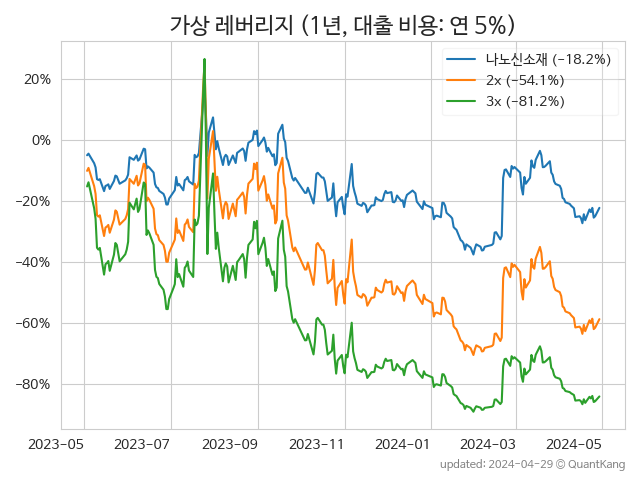 가상 레버리지 (1년, 대출 비용: 연 5%)
나노신소재 (−18.2%)
2x (−54.1%)
3x (−81.2%)
20%
0%
−20%
−40%
−60%
−80%
2023-05 2023-07 2023-09 2023-11 2024-01 2024-03 2024-05
updated: 2024-04-29 © QuantKang